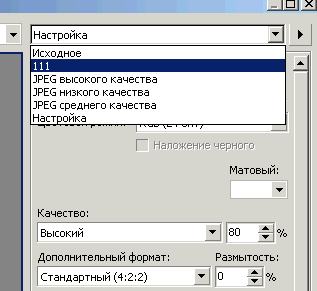 Настройка
Исходное
111
JPEG высокого качества
JPEG низкого качества
JPEG среднего качества
Настройка
Наложение черного
Матовый:
Качество:
Высокий
80
%
Дополнительный формат:
Размытость:
Стандартный (4:2:2)
0
%